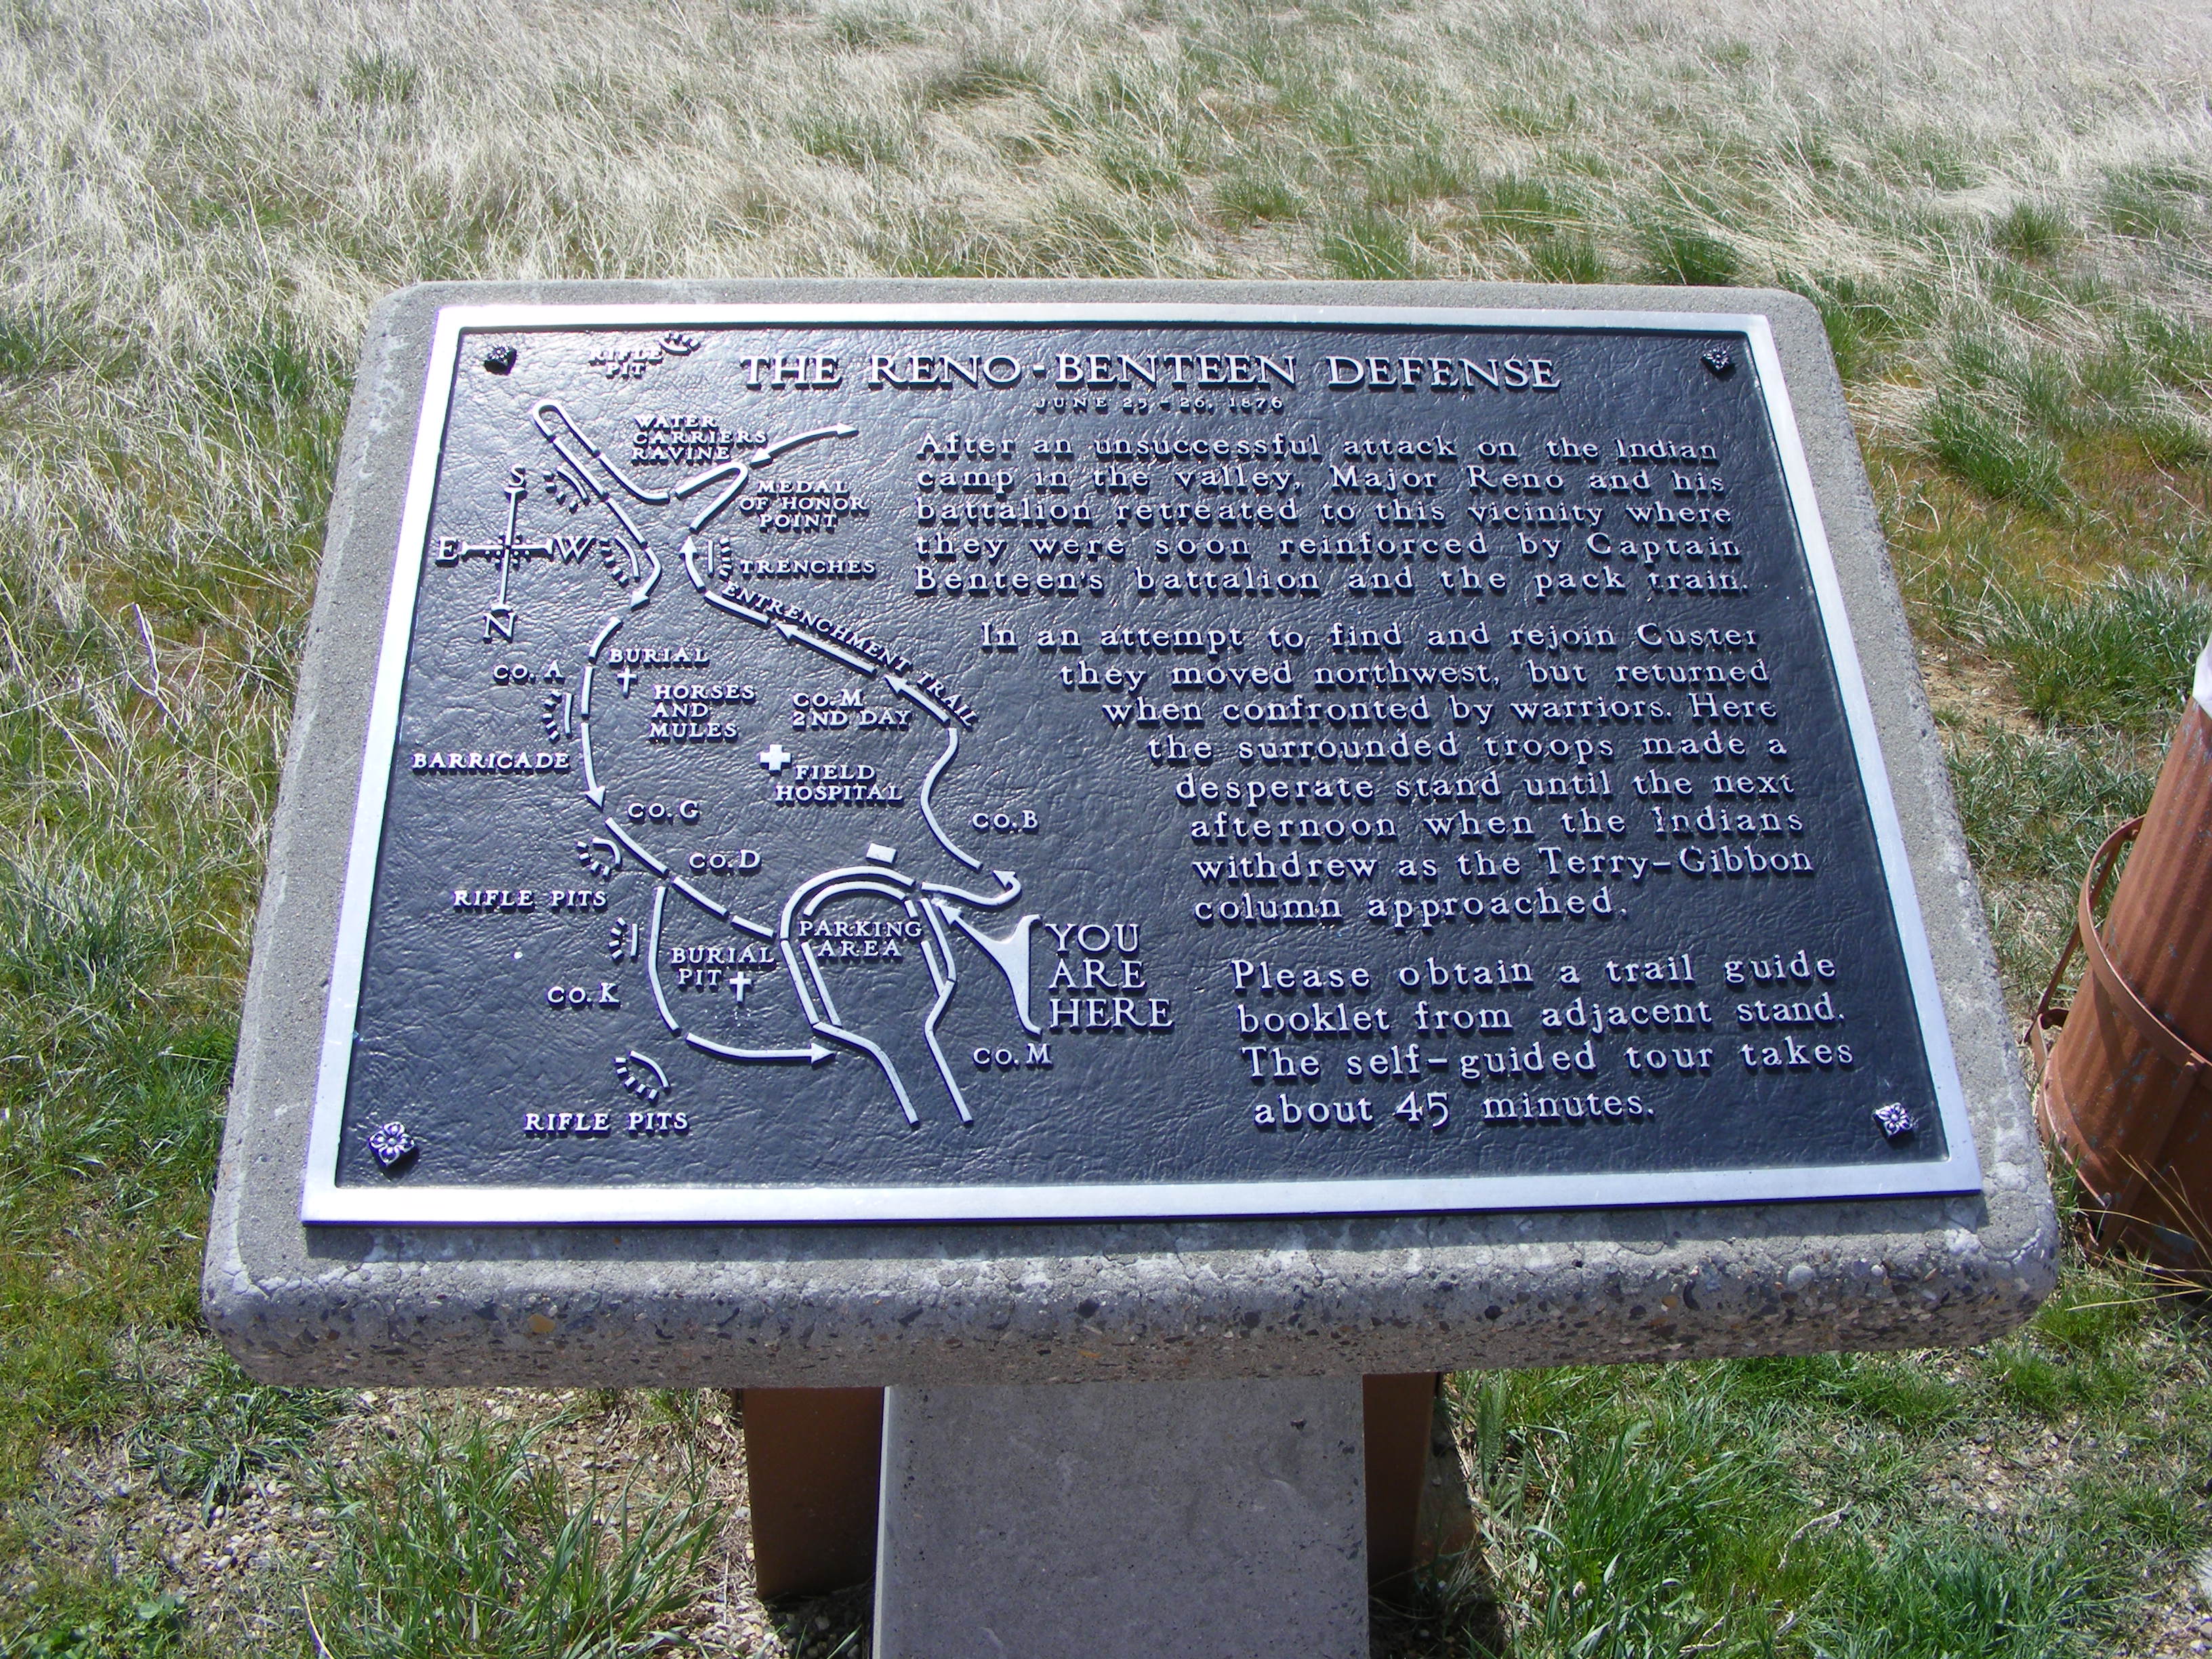 THE RENO-BENTEEN DEFENSE
JUNE 25-26, 1876
After an unsuccessful attack on the Indian
camp in the valley, Major Reno and his
battalion retreated to this vicinity where
they were soon reinforced by Captain
Benteen's battalion and the pack train.
In an attempt to find and rejoin Custer
they moved northwest, but returned
when confronted by warriors. Here
the surrounded troops made a
desperate stand until the next
afternoon when the Indians
withdrew as the Terry-Gibbon
column approached.
Please obtain a trail guide
booklet from adjacent stand.
The self-guided tour takes
about 45 minutes.
RIFLE
PIT
WATER
CARRIERS
RAVINE
S
E
W
N
MEDAL
OF HONOR
POINT
TRENCHES
ENTRENCHMENT TRAIL
CO. A
BURIAL
HORSES
AND
MULES
CO. M
2ND DAY
BARRICADE
FIELD
HOSPITAL
CO. G
CO. B
CO. D
RIFLE PITS
PARKING
AREA
BURIAL
PIT
YOU
ARE
HERE
CO. K
CO. M
RIFLE PITS